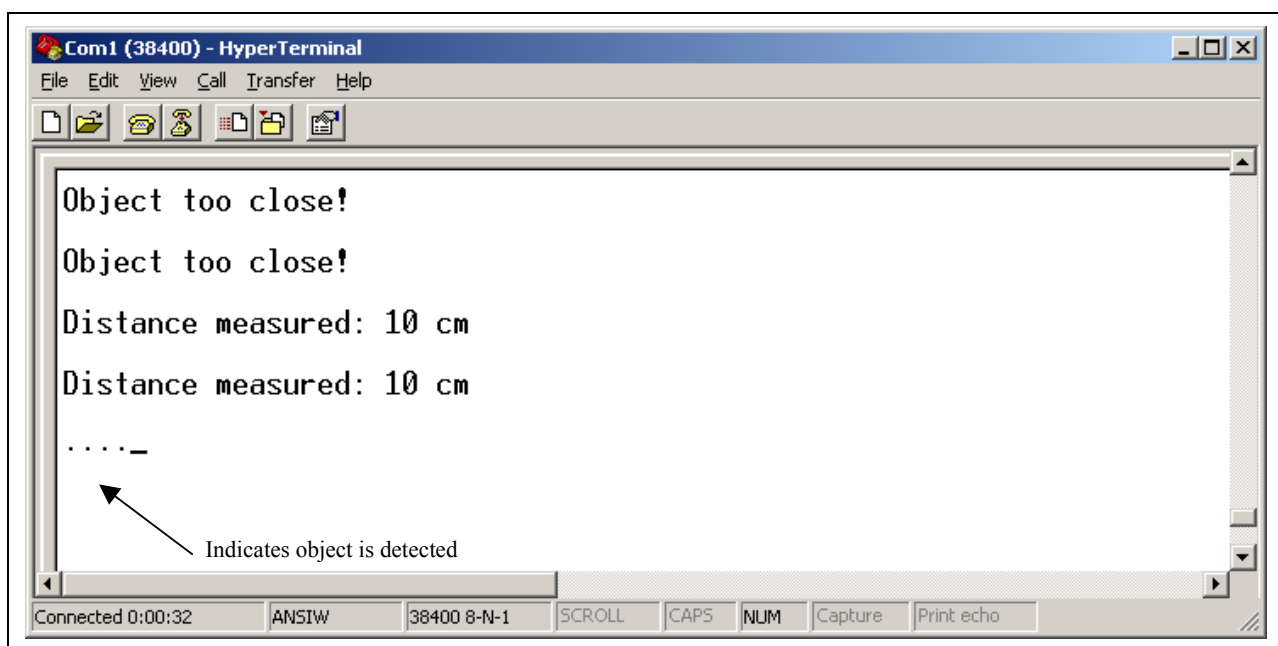 Com1 (38400) - HyperTerminal
File Edit View Call Transfer Help
Object too close!
Object too close!
Distance measured: 10 cm
Distance measured: 10 cm
...._
Indicates object is detected
Connected 0:00:32 ANSIW 38400 8-N-1 SCROLL CAPS NUM Capture Print echo